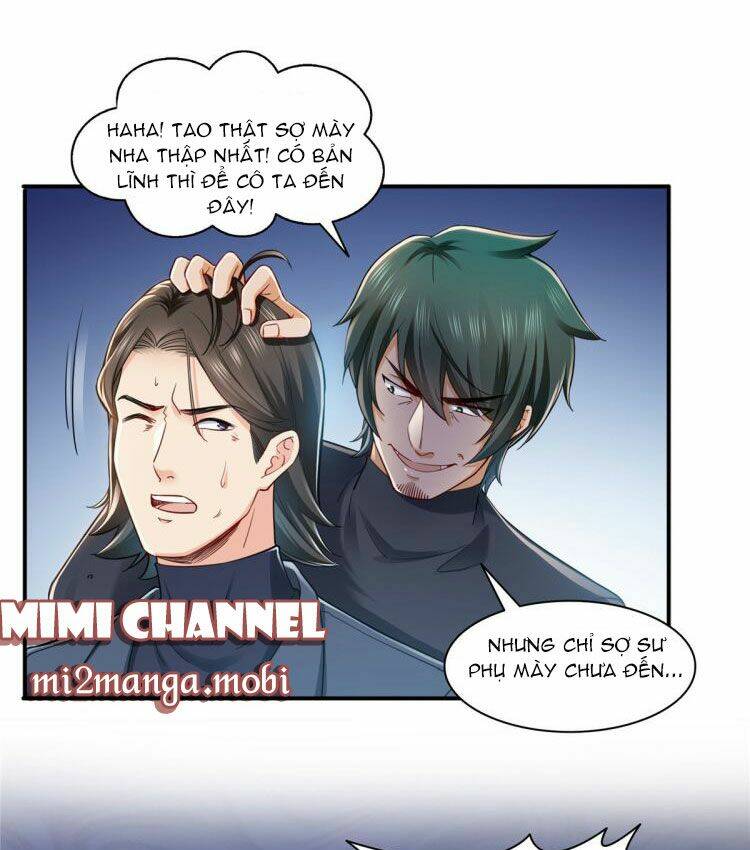 HAHA! TAO THẬT SỢ MÀY
NHA THẬP NHẤT! CÓ BẢN
LĨNH THÌ ĐỂ CÔ TA ĐẾN
ĐÂY!
MIMI CHANNEL
mi2manga.mobi
NHƯNG CHỈ SỢ SƯ
PHỤ MÀY CHƯA ĐẾN...